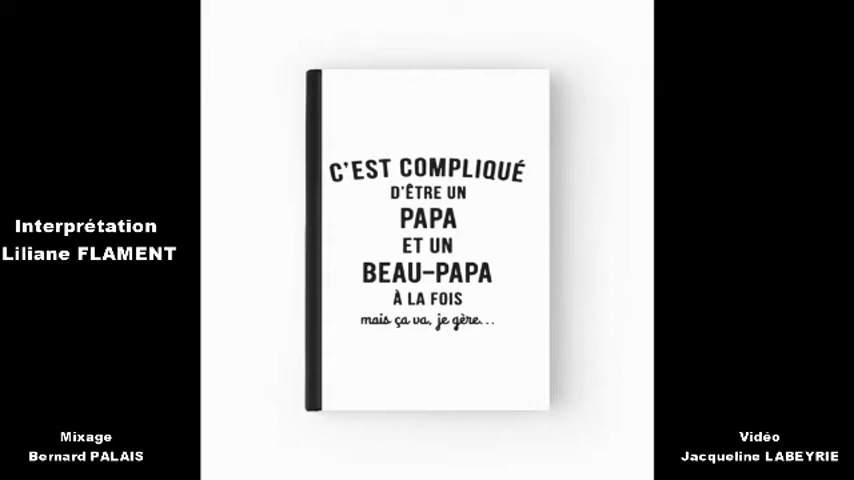 Interprétation
Liliane FLAMENT
C'EST COMPLIQUÉ
D'ÊTRE UN
PAPA
ET UN
BEAU-PAPA
À LA FOIS
mais ça va, je gère...
Mixage
Bernard PALAIS
Vidéo
Jacqueline LABEYRIE